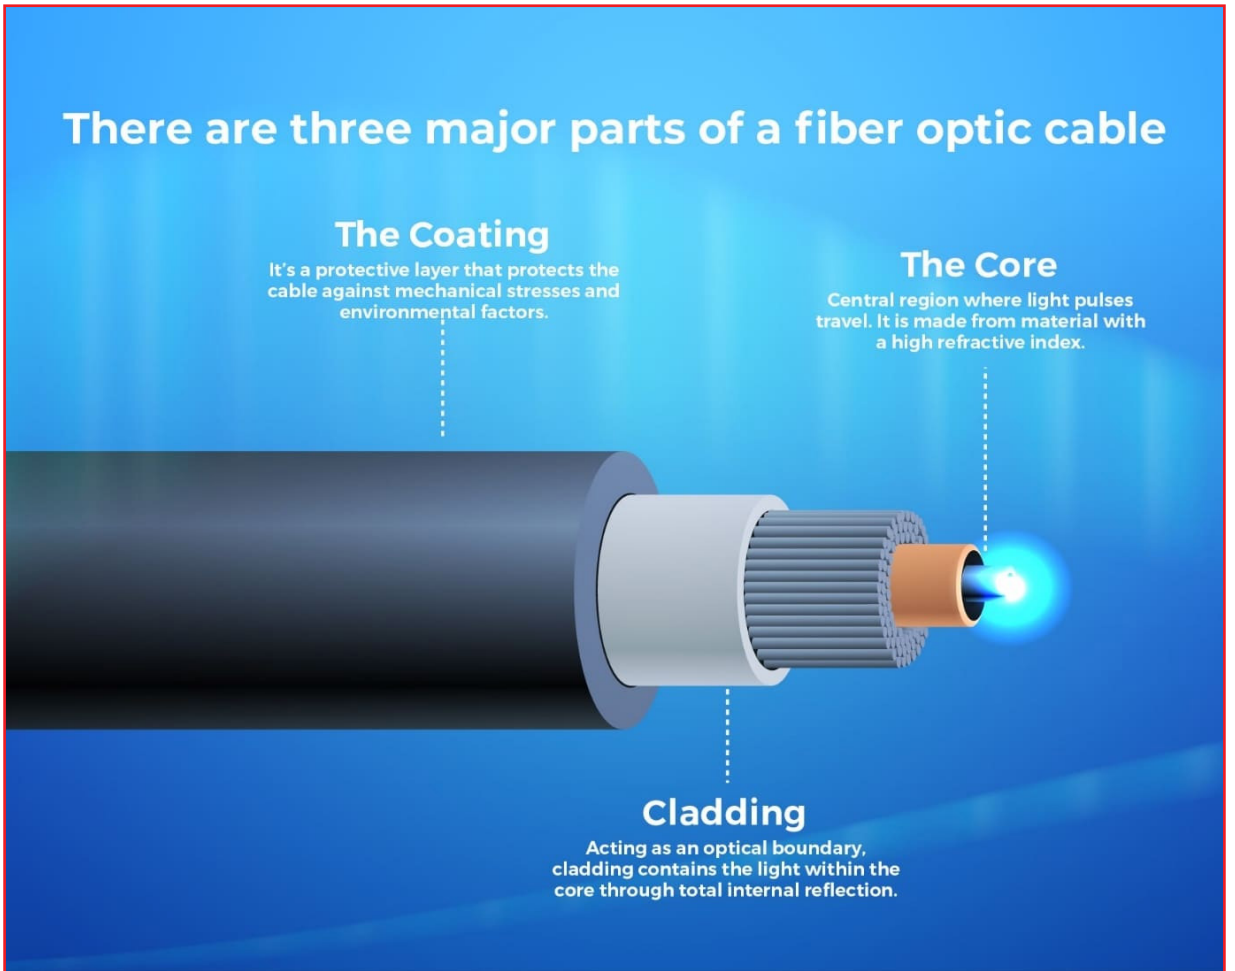 There are three major parts of a fiber optic cable
The Coating
It's a protective layer that protects the
cable against mechanical stresses and
environmental factors.
The Core
Central region where light pulses
travel. It is made from material with
a high refractive index.
Cladding
Acting as an optical boundary,
cladding contains the light within the
core through total internal reflection.